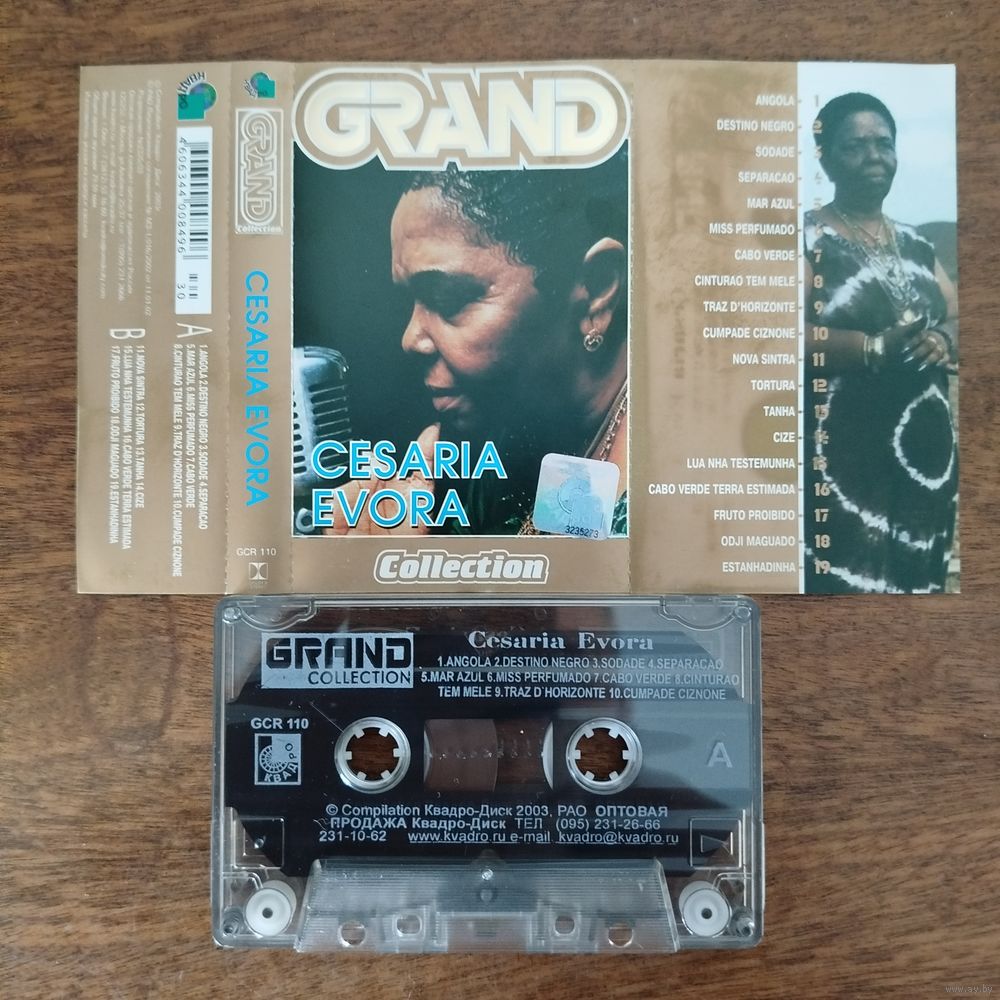 GRAND
CESARIA
EVORA
3235273
Collection
GRAND
Collection
CESARIA EVORA
GCR 110
КВАДРО
4606344008496
30
A
1.ANGOLA 2.DESTINO NEGRO 3.SODADE 4.SEPARACAO
5.MAR AZUL 6.MISS PERFUMADO 7.CABO VERDE
8.CINTURAO TEM MELE 9.TRAZ D'HORIZONTE 10.CUMPADE CIZNONE
B
11.NOVA SINTRA 12.TORTURA 13.TANHA 14.CIZE
15.LUA NHA TESTEMUNHA 16.CABO VERDE TERRA ESTIMADA
17.FRUTO PROIBIDO 18.ODJI MAGUADO 19.ESTANHADINHA
ANGOLA 1
DESTINO NEGRO 2
SODADE 3
SEPARACAO 4
MAR AZUL 5
MISS PERFUMADO
CABO VERDE 7
CINTURAO TEM MELE 8
TRAZ D'HORIZONTE 9
CUMPADE CIZNONE 10
NOVA SINTRA 11
TORTURA 12
TANHA 13
CIZE 14
LUA NHA TESTEMUNHA 15
CABO VERDE TERRA ESTIMADA 16
FRUTO PROIBIDO 17
ODJI MAGUADO 18
ESTANHADINHA 19
GRAND
COLLECTION
Cesaria Evora
1.ANGOLA 2.DESTINO NEGRO 3.SODADE 4.SEPARACAO
5.MAR AZUL 6.MISS PERFUMADO 7.CABO VERDE 8.CINTURAO
TEM MELE 9.TRAZ D`HORIZONTE 10.CUMPADE CIZNONE
GCR 110
КВАДРО
A
© Compilation Квадро-Диск 2003, РАО ОПТОВАЯ
ПРОДАЖА Квадро-Диск ТЕЛ (095) 231-26-66
231-10-62 www.kvadro.ru e-mail kvadro@kvadro.ru
www.ay.by